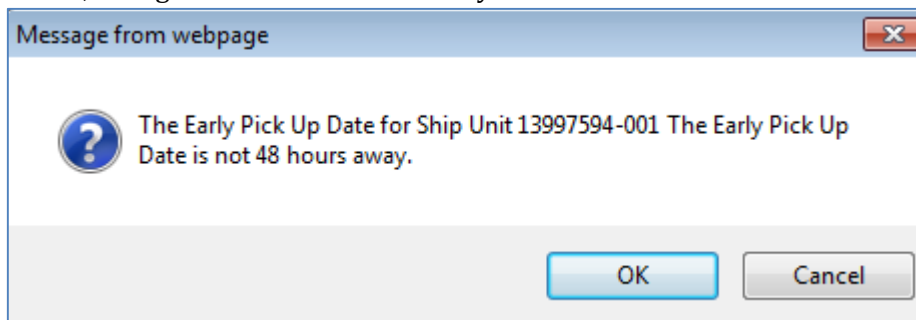 Message from webpage
The Early Pick Up Date for Ship Unit 13997594-001 The Early Pick Up
Date is not 48 hours away.
OK
Cancel